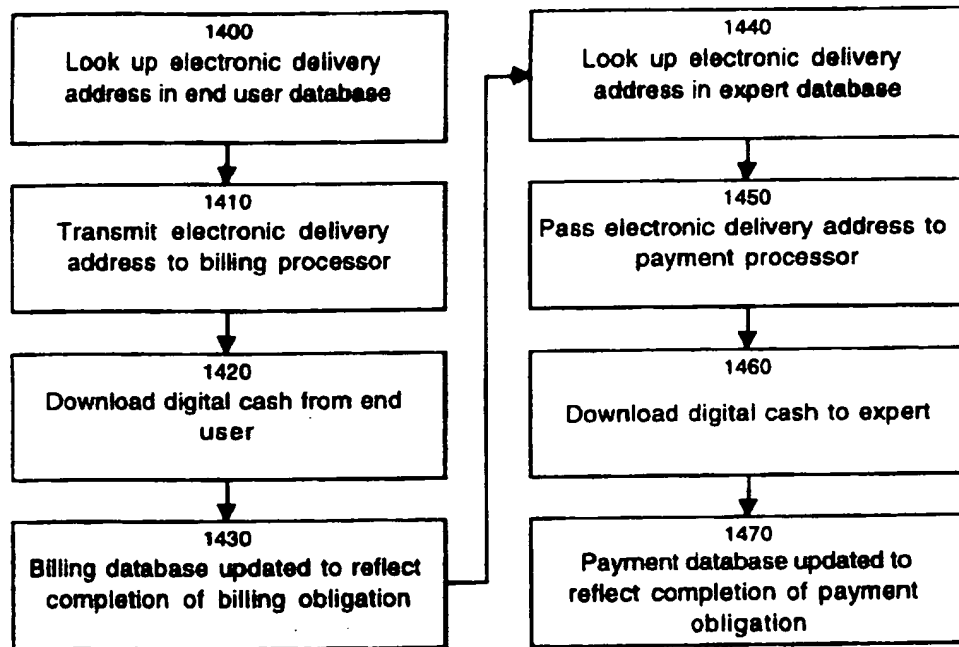 1400
Look up electronic delivery
address in end user database
1410
Transmit electronic delivery
address to billing processor
1420
Download digital cash from end
user
1430
Billing database updated to reflect
completion of billing obligation
1440
Look up electronic delivery
address in expert database
1450
Pass electronic delivery address to
payment processor
1460
Download digital cash to expert
1470
Payment database updated to
reflect completion of payment
obligation